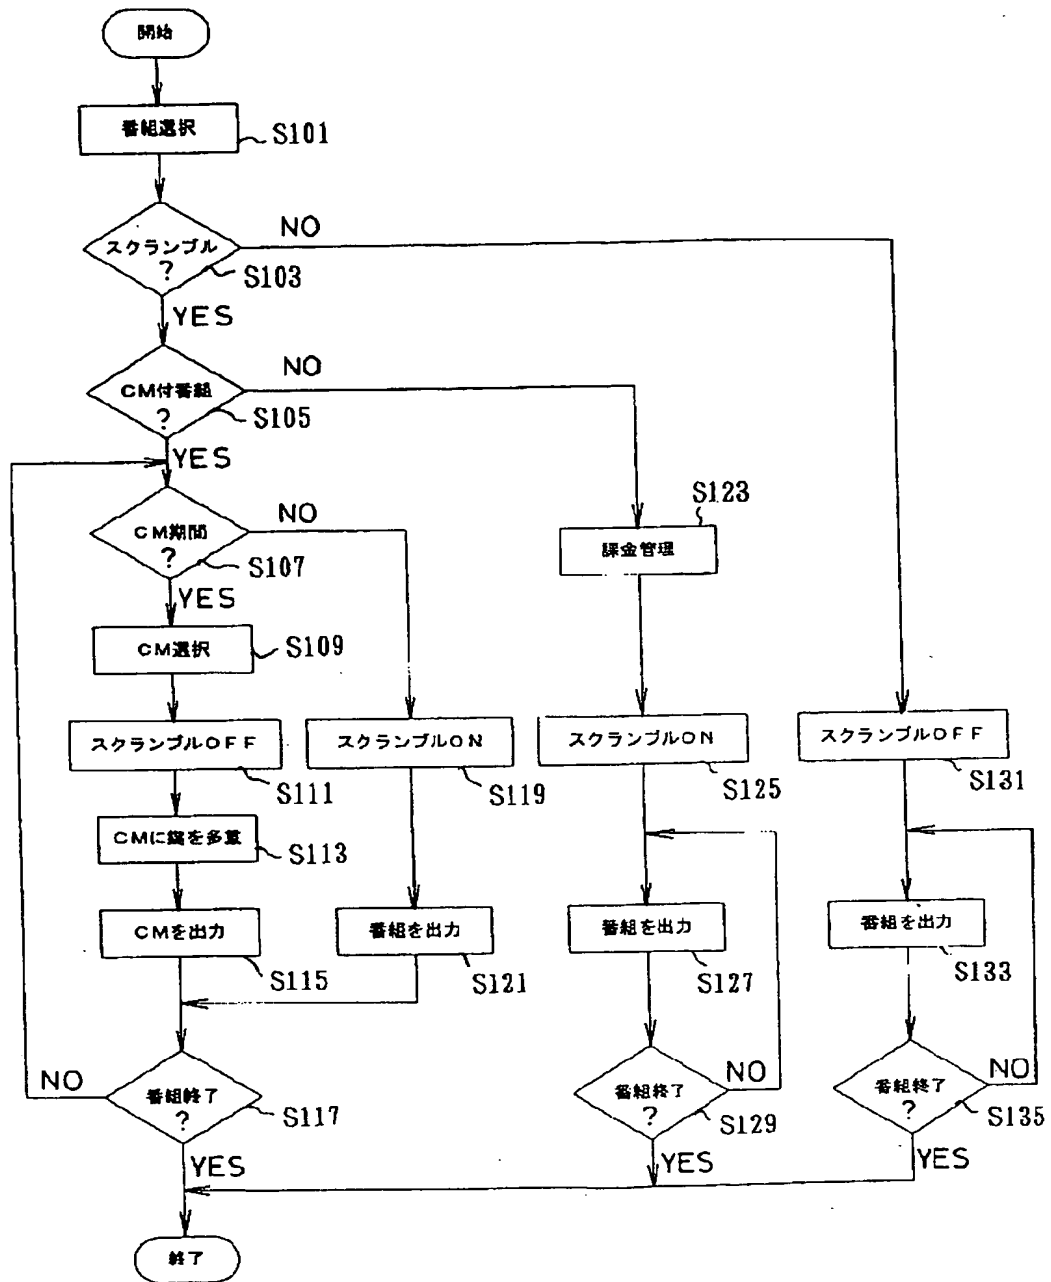 開始
番組選択
S101
スクランブル
?
S103
NO
YES
CM付番組
?
S105
NO
YES
CM期間
?
S107
NO
YES
CM選択
S109
スクランブルOFF
S111
CMに鍵を多重
S113
CMを出力
S115
スクランブルON
S119
番組を出力
S121
番組終了
?
S117
NO
YES
S123
課金管理
スクランブルON
S125
番組を出力
S127
番組終了
?
S129
NO
YES
スクランブルOFF
S131
番組を出力
S133
番組終了
?
S135
NO
YES
終了